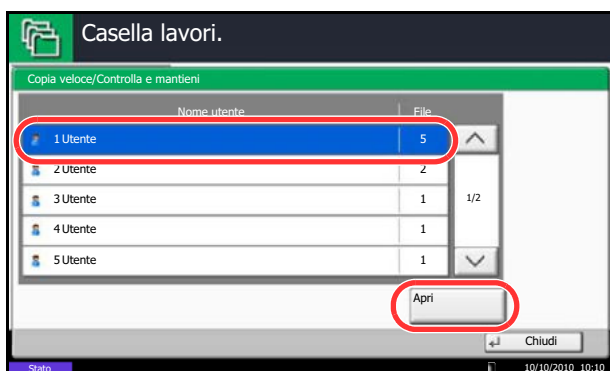 Casella lavori.
Copia veloce/Controlla e mantieni
Nome utente File
1 Utente 5
2 Utente 2
3 Utente 1
4 Utente 1
5 Utente 1
1/2
Apri
Chiudi
Stato 10/10/2010 10:10